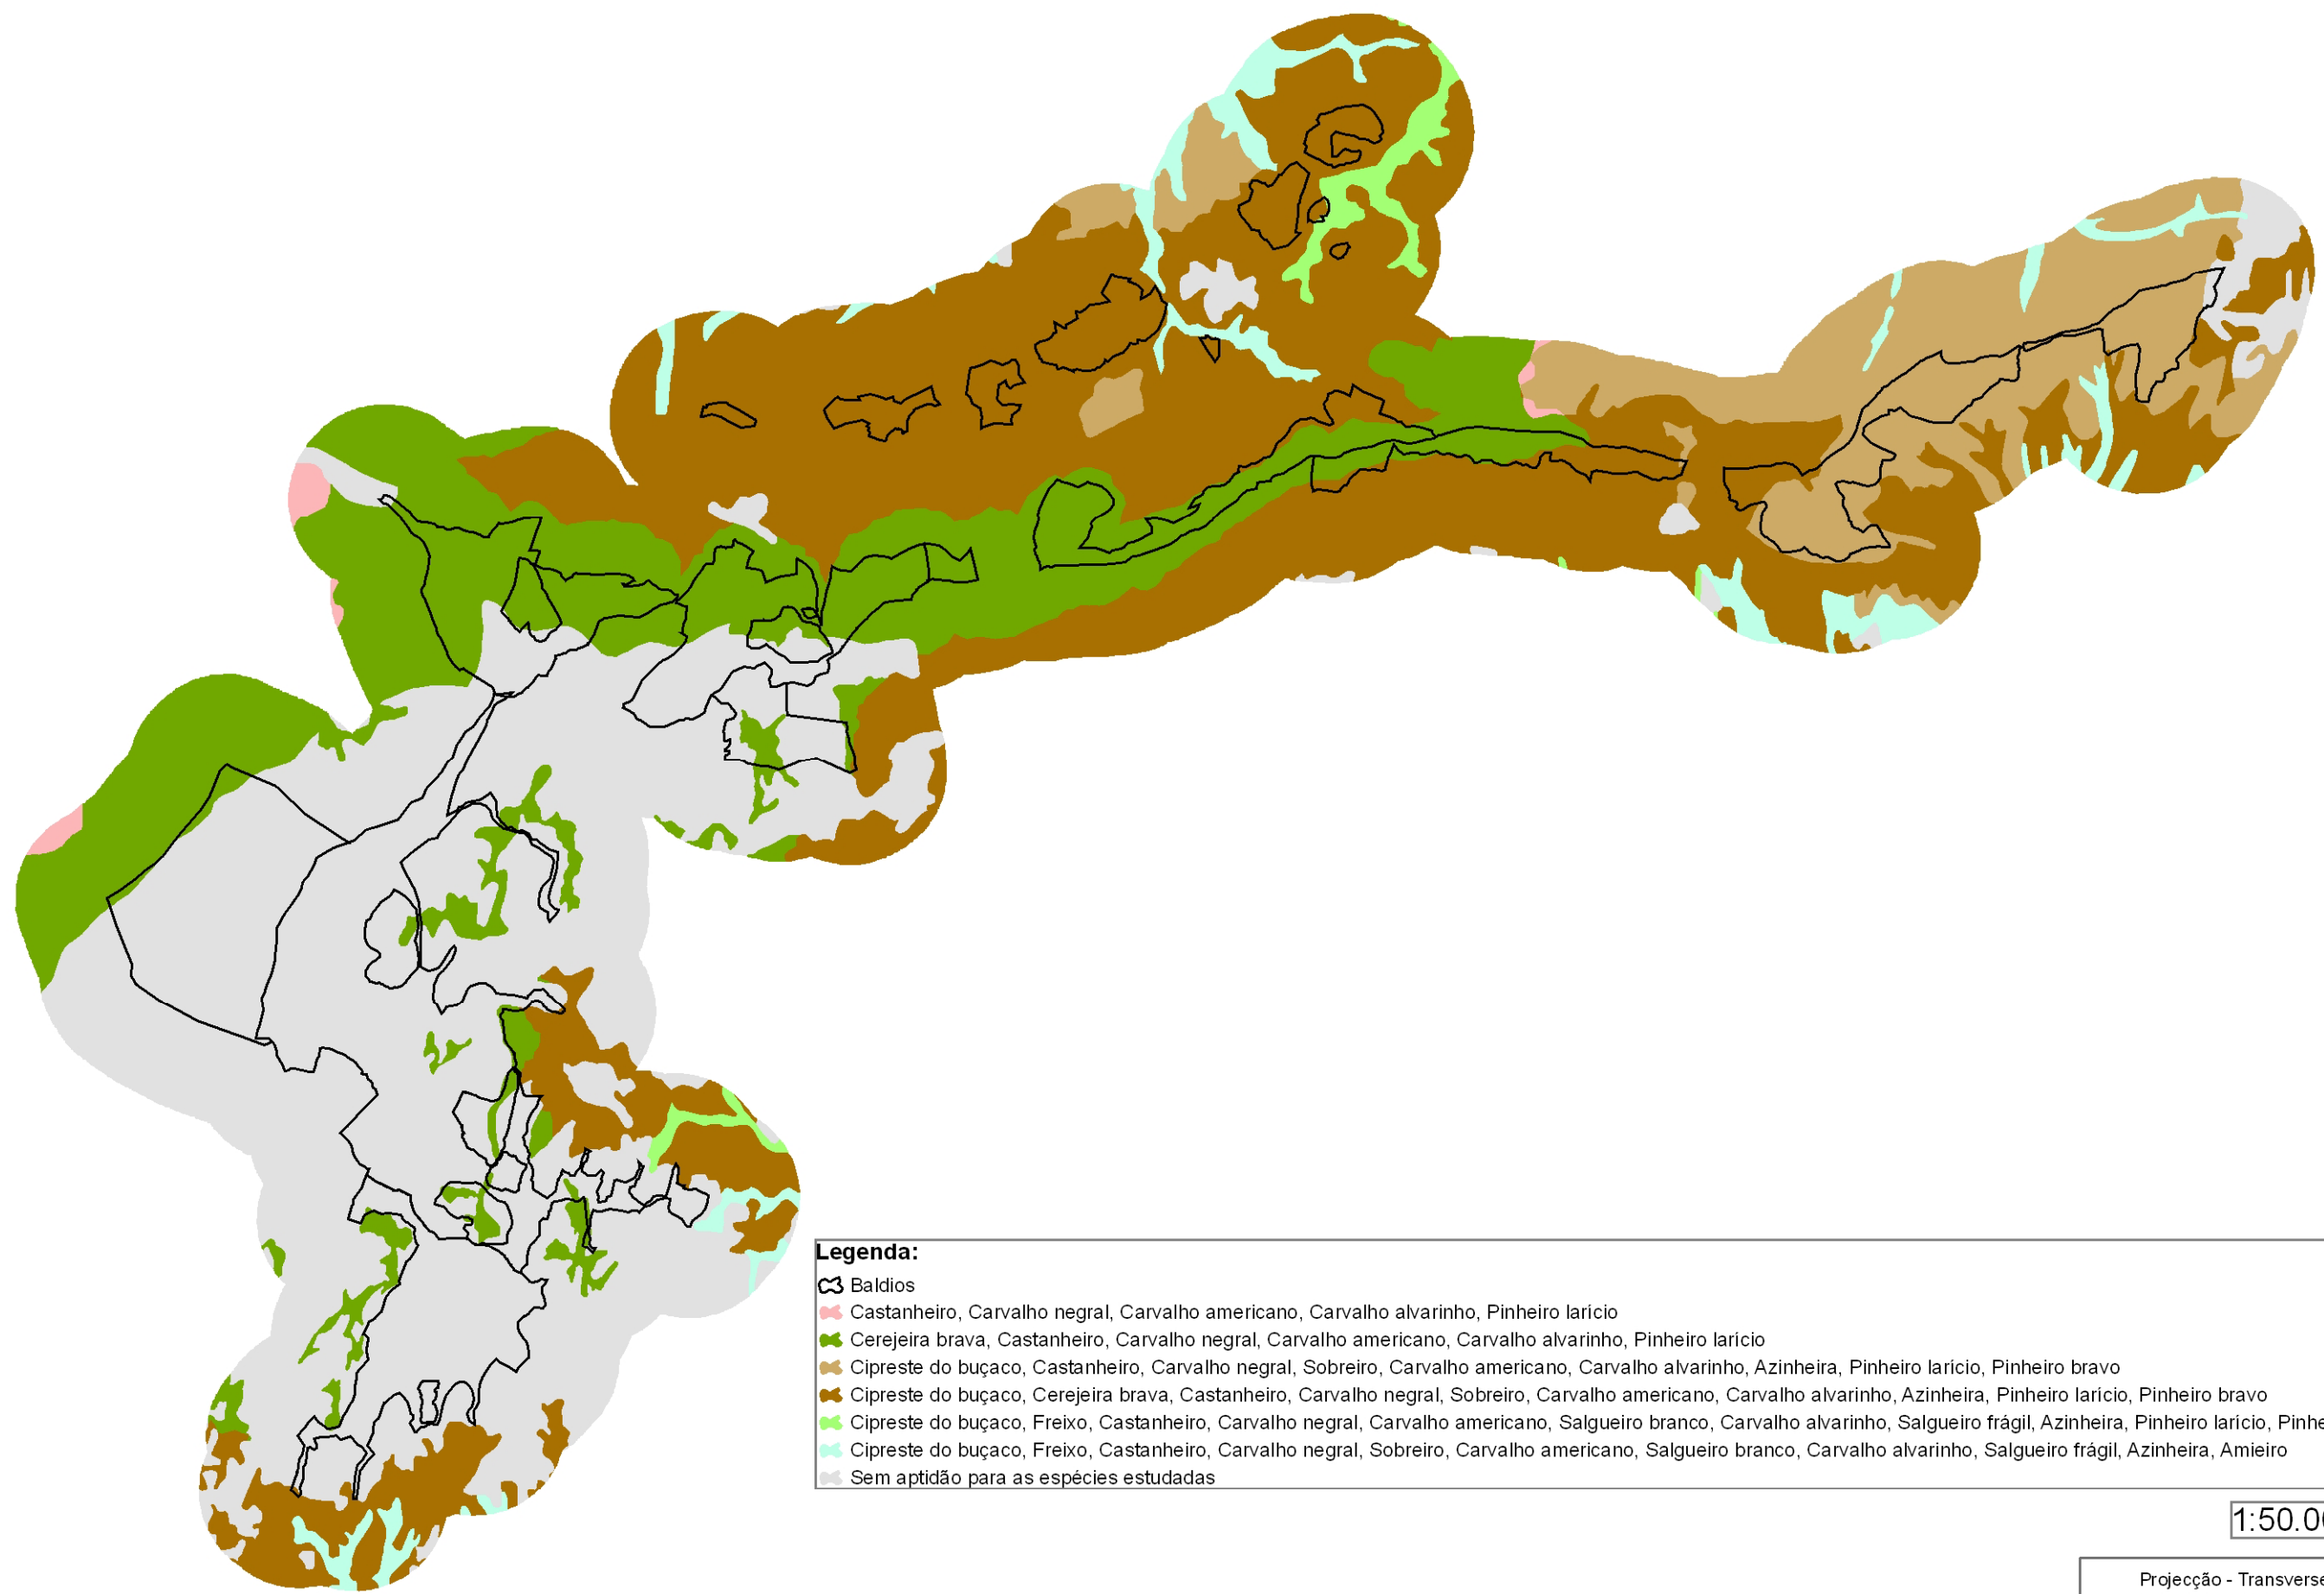 Legenda:
Baldios
Castanheiro, Carvalho negral, Carvalho americano, Carvalho alvarinho, Pinheiro larício
Cerejeira brava, Castanheiro, Carvalho negral, Carvalho americano, Carvalho alvarinho, Pinheiro larício
Cipreste do buçaco, Castanheiro, Carvalho negral, Sobreiro, Carvalho americano, Carvalho alvarinho, Azinheira, Pinheiro larício, Pinheiro bravo
Cipreste do buçaco, Cerejeira brava, Castanheiro, Carvalho negral, Sobreiro, Carvalho americano, Carvalho alvarinho, Azinheira, Pinheiro larício, Pinheiro bravo
Cipreste do buçaco, Freixo, Castanheiro, Carvalho negral, Carvalho americano, Salgueiro branco, Carvalho alvarinho, Salgueiro frágil, Azinheira, Pinheiro larício,
Cipreste do buçaco, Freixo, Castanheiro, Carvalho negral, Sobreiro, Carvalho americano, Salgueiro branco, Carvalho alvarinho, Salgueiro frágil, Azinheira, Amieiro
Sem aptidão para as espécies estudadas
Projecção -